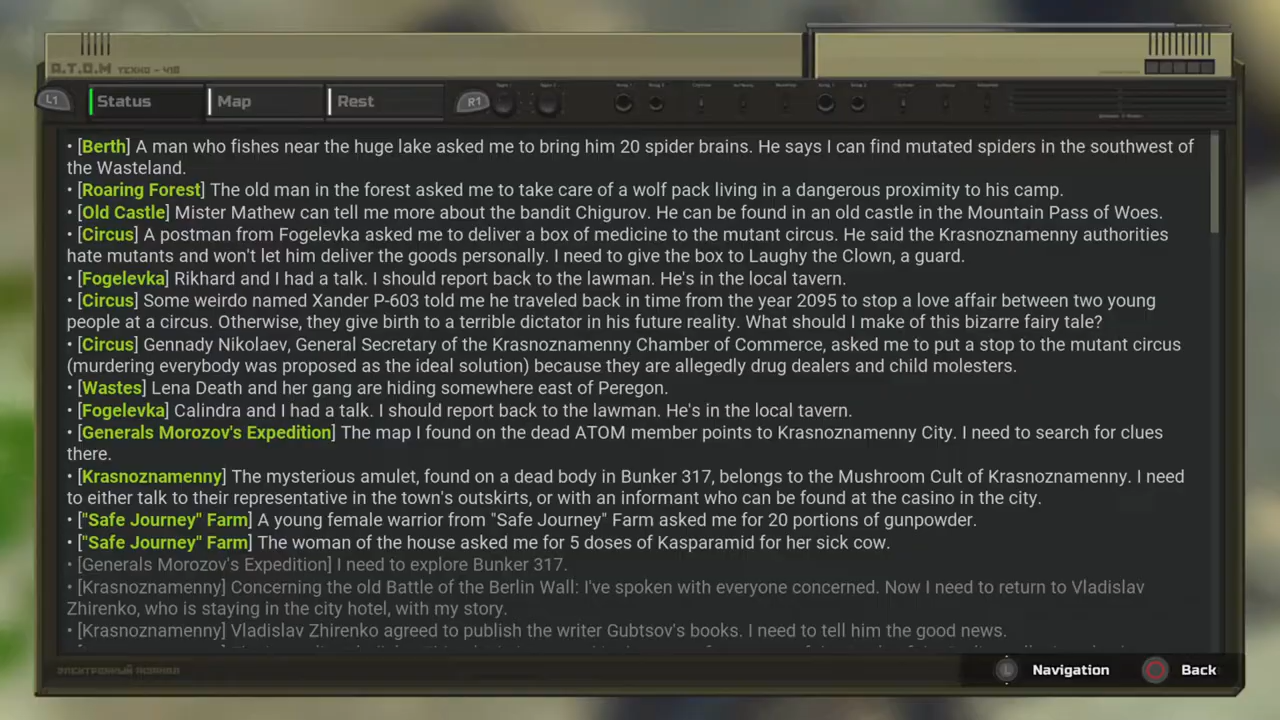 A.T.O.M ТЕХНО - 410
L1
Status
Map
Rest
R1
• [Berth] A man who fishes near the huge lake asked me to bring him 20 spider brains. He says I can find mutated spiders in the southwest of
the Wasteland.
• [Roaring Forest] The old man in the forest asked me to take care of a wolf pack living in a dangerous proximity to his camp.
• [Old Castle] Mister Mathew can tell me more about the bandit Chigurov. He can be found in an old castle in the Mountain Pass of Woes.
• [Circus] A postman from Fogelevka asked me to deliver a box of medicine to the mutant circus. He said the Krasnoznamenny authorities
hate mutants and won't let him deliver the goods personally. I need to give the box to Laughy the Clown, a guard.
• [Fogelevka] Rikhard and I had a talk. I should report back to the lawman. He's in the local tavern.
• [Circus] Some weirdo named Xander P-603 told me he traveled back in time from the year 2095 to stop a love affair between two young
people at a circus. Otherwise, they give birth to a terrible dictator in his future reality. What should I make of this bizarre fairy tale?
• [Circus] Gennady Nikolaev, General Secretary of the Krasnoznamenny Chamber of Commerce, asked me to put a stop to the mutant circus
(murdering everybody was proposed as the ideal solution) because they are allegedly drug dealers and child molesters.
• [Wastes] Lena Death and her gang are hiding somewhere east of Peregon.
• [Fogelevka] Calindra and I had a talk. I should report back to the lawman. He's in the local tavern.
• [Generals Morozov's Expedition] The map I found on the dead ATOM member points to Krasnoznamenny City. I need to search for clues
there.
• [Krasnoznamenny] The mysterious amulet, found on a dead body in Bunker 317, belongs to the Mushroom Cult of Krasnoznamenny. I need
to either talk to their representative in the town's outskirts, or with an informant who can be found at the casino in the city.
• ["Safe Journey" Farm] A young female warrior from "Safe Journey" Farm asked me for 20 portions of gunpowder.
• ["Safe Journey" Farm] The woman of the house asked me for 5 doses of Kasparamid for her sick cow.
• [Generals Morozov's Expedition] I need to explore Bunker 317.
• [Krasnoznamenny] Concerning the old Battle of the Berlin Wall: I've spoken with everyone concerned. Now I need to return to Vladislav
Zhirenko, who is staying in the city hotel, with my story.
• [Krasnoznamenny] Vladislav Zhirenko agreed to publish the writer Gubtsov's books. I need to tell him the good news.
L
Navigation
Back